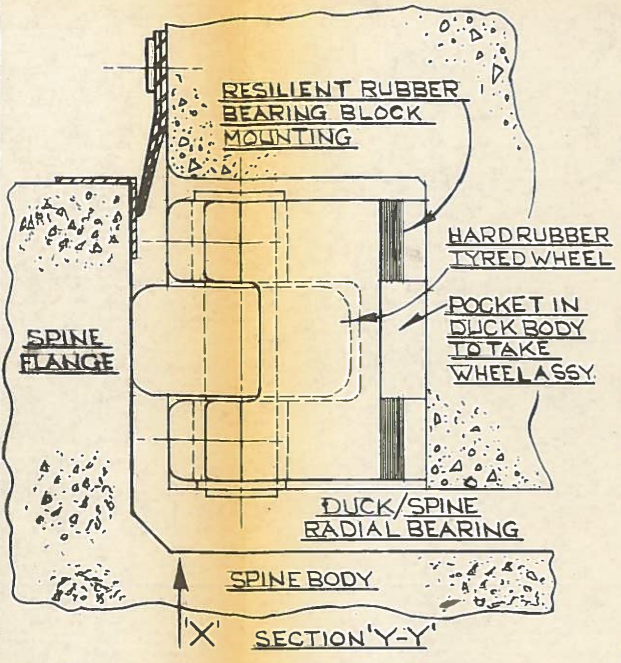 RESILIENT RUBBER
BEARING BLOCK
MOUNTING
HARD RUBBER
TYRED WHEEL
POCKET IN
DUCK BODY
TO TAKE
WHEEL ASSY.
SPINE
FLANGE
DUCK/SPINE
RADIAL BEARING
SPINE BODY
'X'
SECTION 'Y-Y'